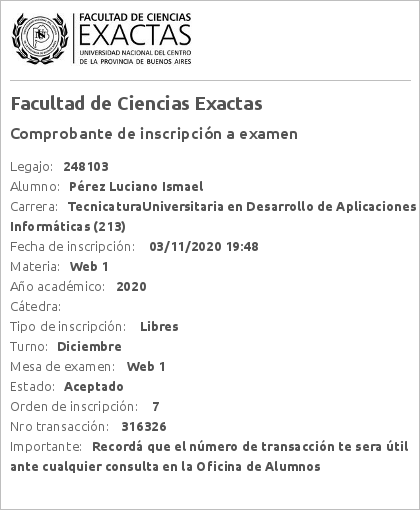 FACULTAD DE CIENCIAS
EXACTAS
UNIVERSIDAD NACIONAL DEL CENTRO
DE LA PROVINCIA DE BUENOS AIRES
Facultad de Ciencias Exactas
Comprobante de inscripción a examen
Legajo: 248103
Alumno: Pérez Luciano Ismael
Carrera: TecnicaturaUniversitaria en Desarrollo de Aplicaciones
Informáticas (213)
Fecha de inscripción: 03/11/2020 19:48
Materia: Web 1
Año académico: 2020
Cátedra:
Tipo de inscripción: Libres
Turno: Diciembre
Mesa de examen: Web 1
Estado: Aceptado
Orden de inscripción: 7
Nro transacción: 316326
Importante: Recordá que el número de transacción te sera útil
ante cualquier consulta en la Oficina de Alumnos